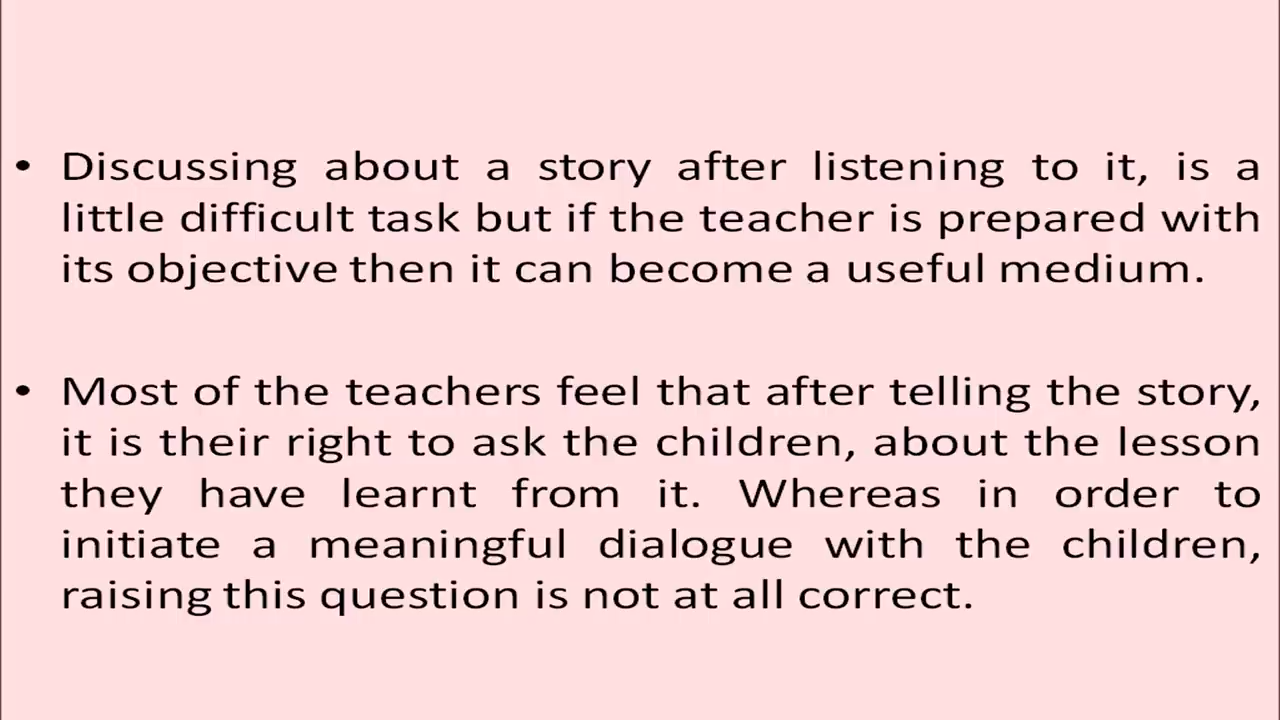 • Discussing about a story after listening to it, is a
little difficult task but if the teacher is prepared with
its objective then it can become a useful medium.
• Most of the teachers feel that after telling the story,
it is their right to ask the children, about the lesson
they have learnt from it. Whereas in order to
initiate a meaningful dialogue with the children,
raising this question is not at all correct.